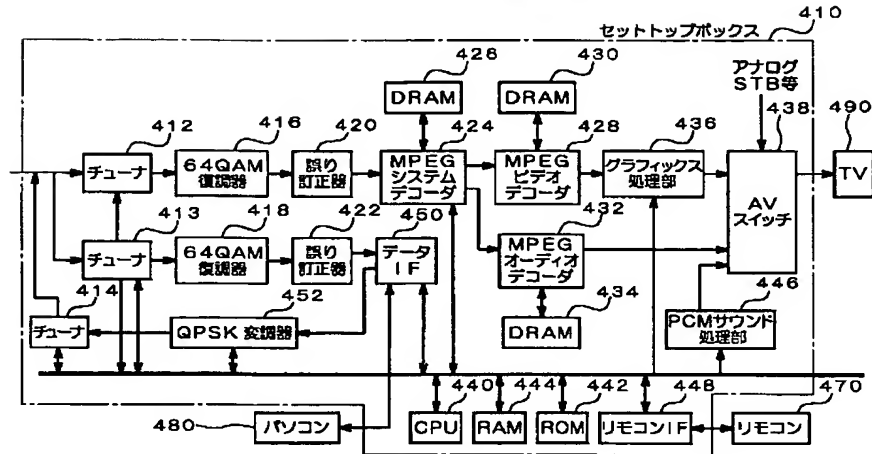 セットトップボックス
410
428
430
アナログ
STB等
DRAM
DRAM
412
416
420
424
428
436
438
490
チューナ
64QAM
復調器
誤り
訂正器
MPEG
システム
デコーダ
MPEG
ビデオ
デコーダ
グラフィックス
処理部
AV
スイッチ
TV
413
418
422
450
432
チューナ
64QAM
復調器
誤り
訂正器
データ
IF
MPEG
オーディオ
デコーダ
414
452
434
446
チューナ
QPSK 変調器
DRAM
PCMサウンド
処理部
440
444
442
448
470
480
パソコン
CPU
RAM
ROM
リモコンIF
リモコン